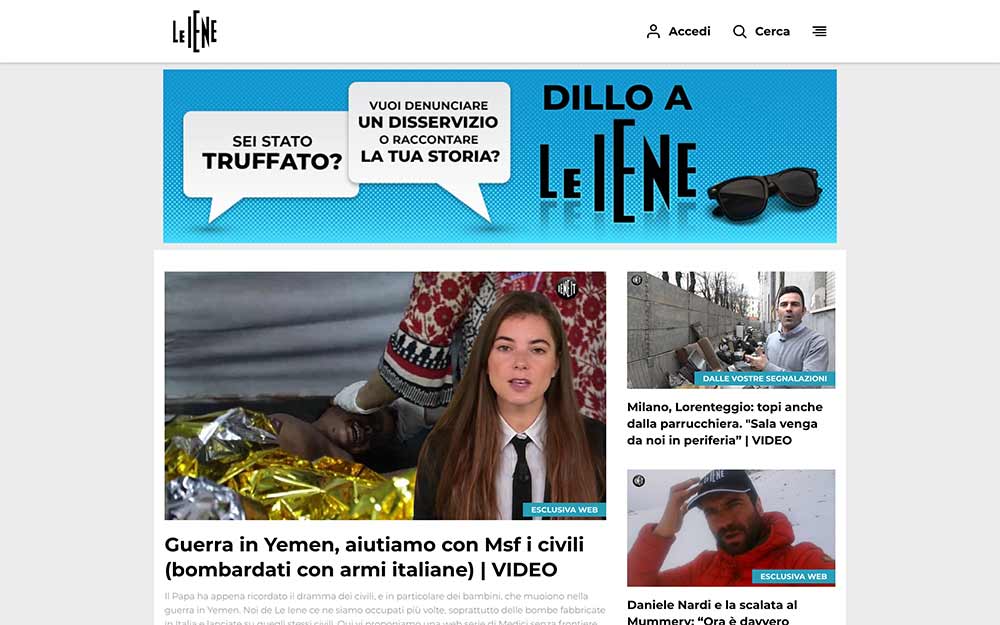 Le IENE
Accedi
Cerca
SEI STATO
TRUFFATO?
VUOI DENUNCIARE
UN DISSERVIZIO
O RACCONTARE
LA TUA STORIA?
DILLO A
Le IENE
ESCLUSIVA WEB
Guerra in Yemen, aiutiamo con Msf i civili
(bombardati con armi italiane) | VIDEO
Il Papa ha appena ricordato il dramma dei civili, e in particolare dei bambini, che muoiono nella
guerra in Yemen. Noi de Le Iene ce ne siamo occupati più volte, soprattutto delle bombe fabbricate
in Italia e lanciate su quegli stessi civili. Qui vi proponiamo una web serie di Medici senza frontiere
DALLE VOSTRE SEGNALAZIONI
Milano, Lorenteggio: topi anche
dalla parrucchiera. "Sala venga
da noi in periferia” | VIDEO
ESCLUSIVA WEB
Daniele Nardi e la scalata al
Mummery: “Ora è davvero